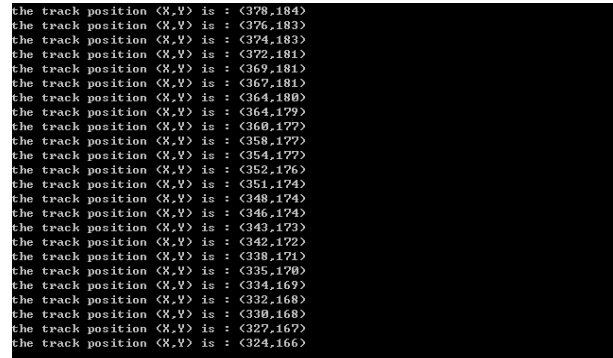 the track position (X,Y) is : (378,184)
the track position (X,Y) is : (376,183)
the track position (X,Y) is : (374,183)
the track position (X,Y) is : (372,181)
the track position (X,Y) is : (369,181)
the track position (X,Y) is : (367,181)
the track position (X,Y) is : (364,180)
the track position (X,Y) is : (364,179)
the track position (X,Y) is : (360,177)
the track position (X,Y) is : (358,177)
the track position (X,Y) is : (354,177)
the track position (X,Y) is : (352,176)
the track position (X,Y) is : (351,174)
the track position (X,Y) is : (348,174)
the track position (X,Y) is : (346,174)
the track position (X,Y) is : (343,173)
the track position (X,Y) is : (342,172)
the track position (X,Y) is : (338,171)
the track position (X,Y) is : (335,170)
the track position (X,Y) is : (334,169)
the track position (X,Y) is : (332,168)
the track position (X,Y) is : (330,168)
the track position (X,Y) is : (327,167)
the track position (X,Y) is : (324,166)